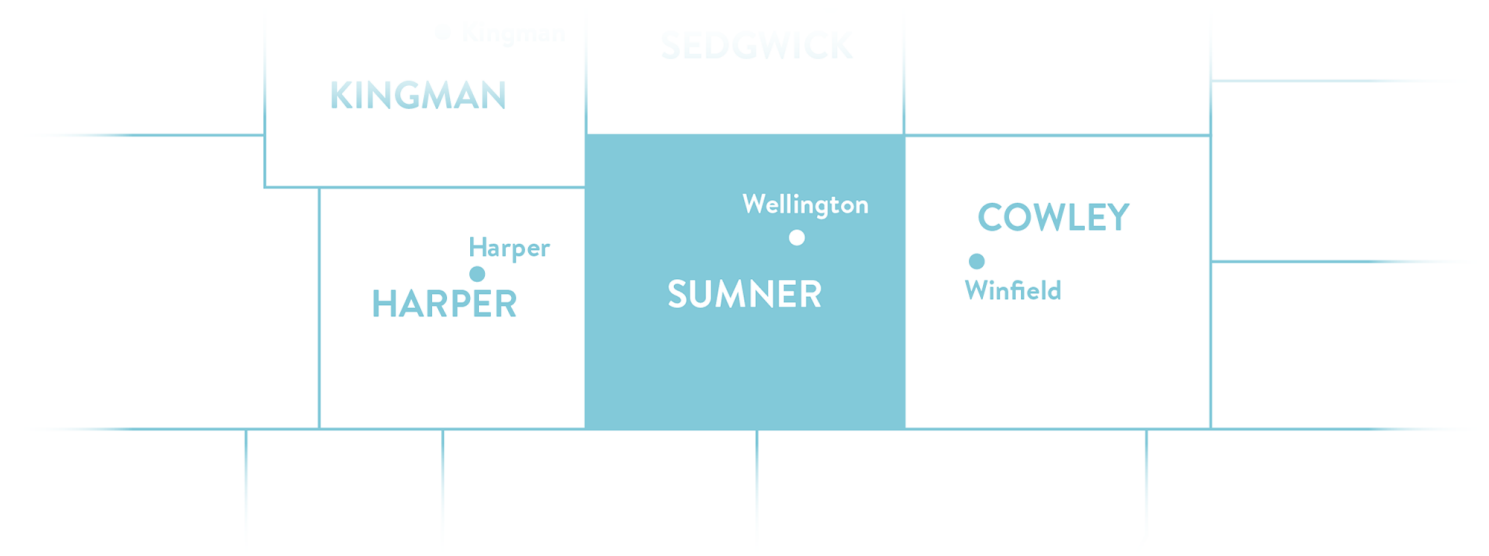 Kingman
SEDGWICK
KINGMAN
Wellington
COWLEY
Harper
Winfield
SUMNER
HARPER